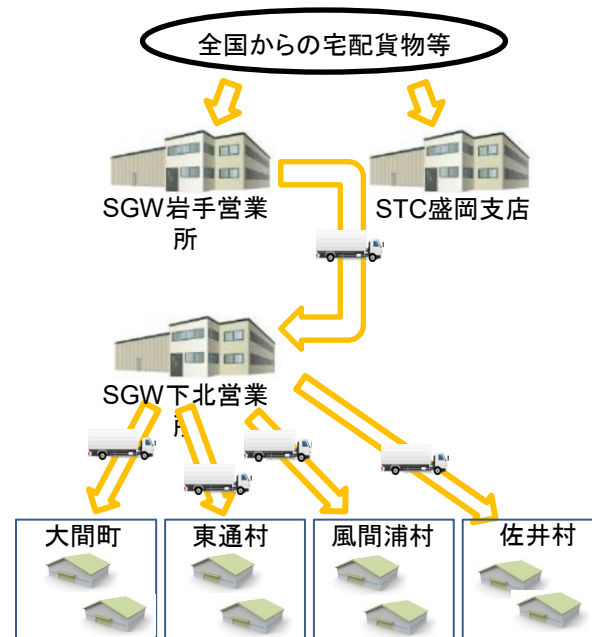 全国からの宅配貨物等
SGW岩手営業
所
STC盛岡支店
SGW下北営業
所
大間町
東通村
風間浦村
佐井村